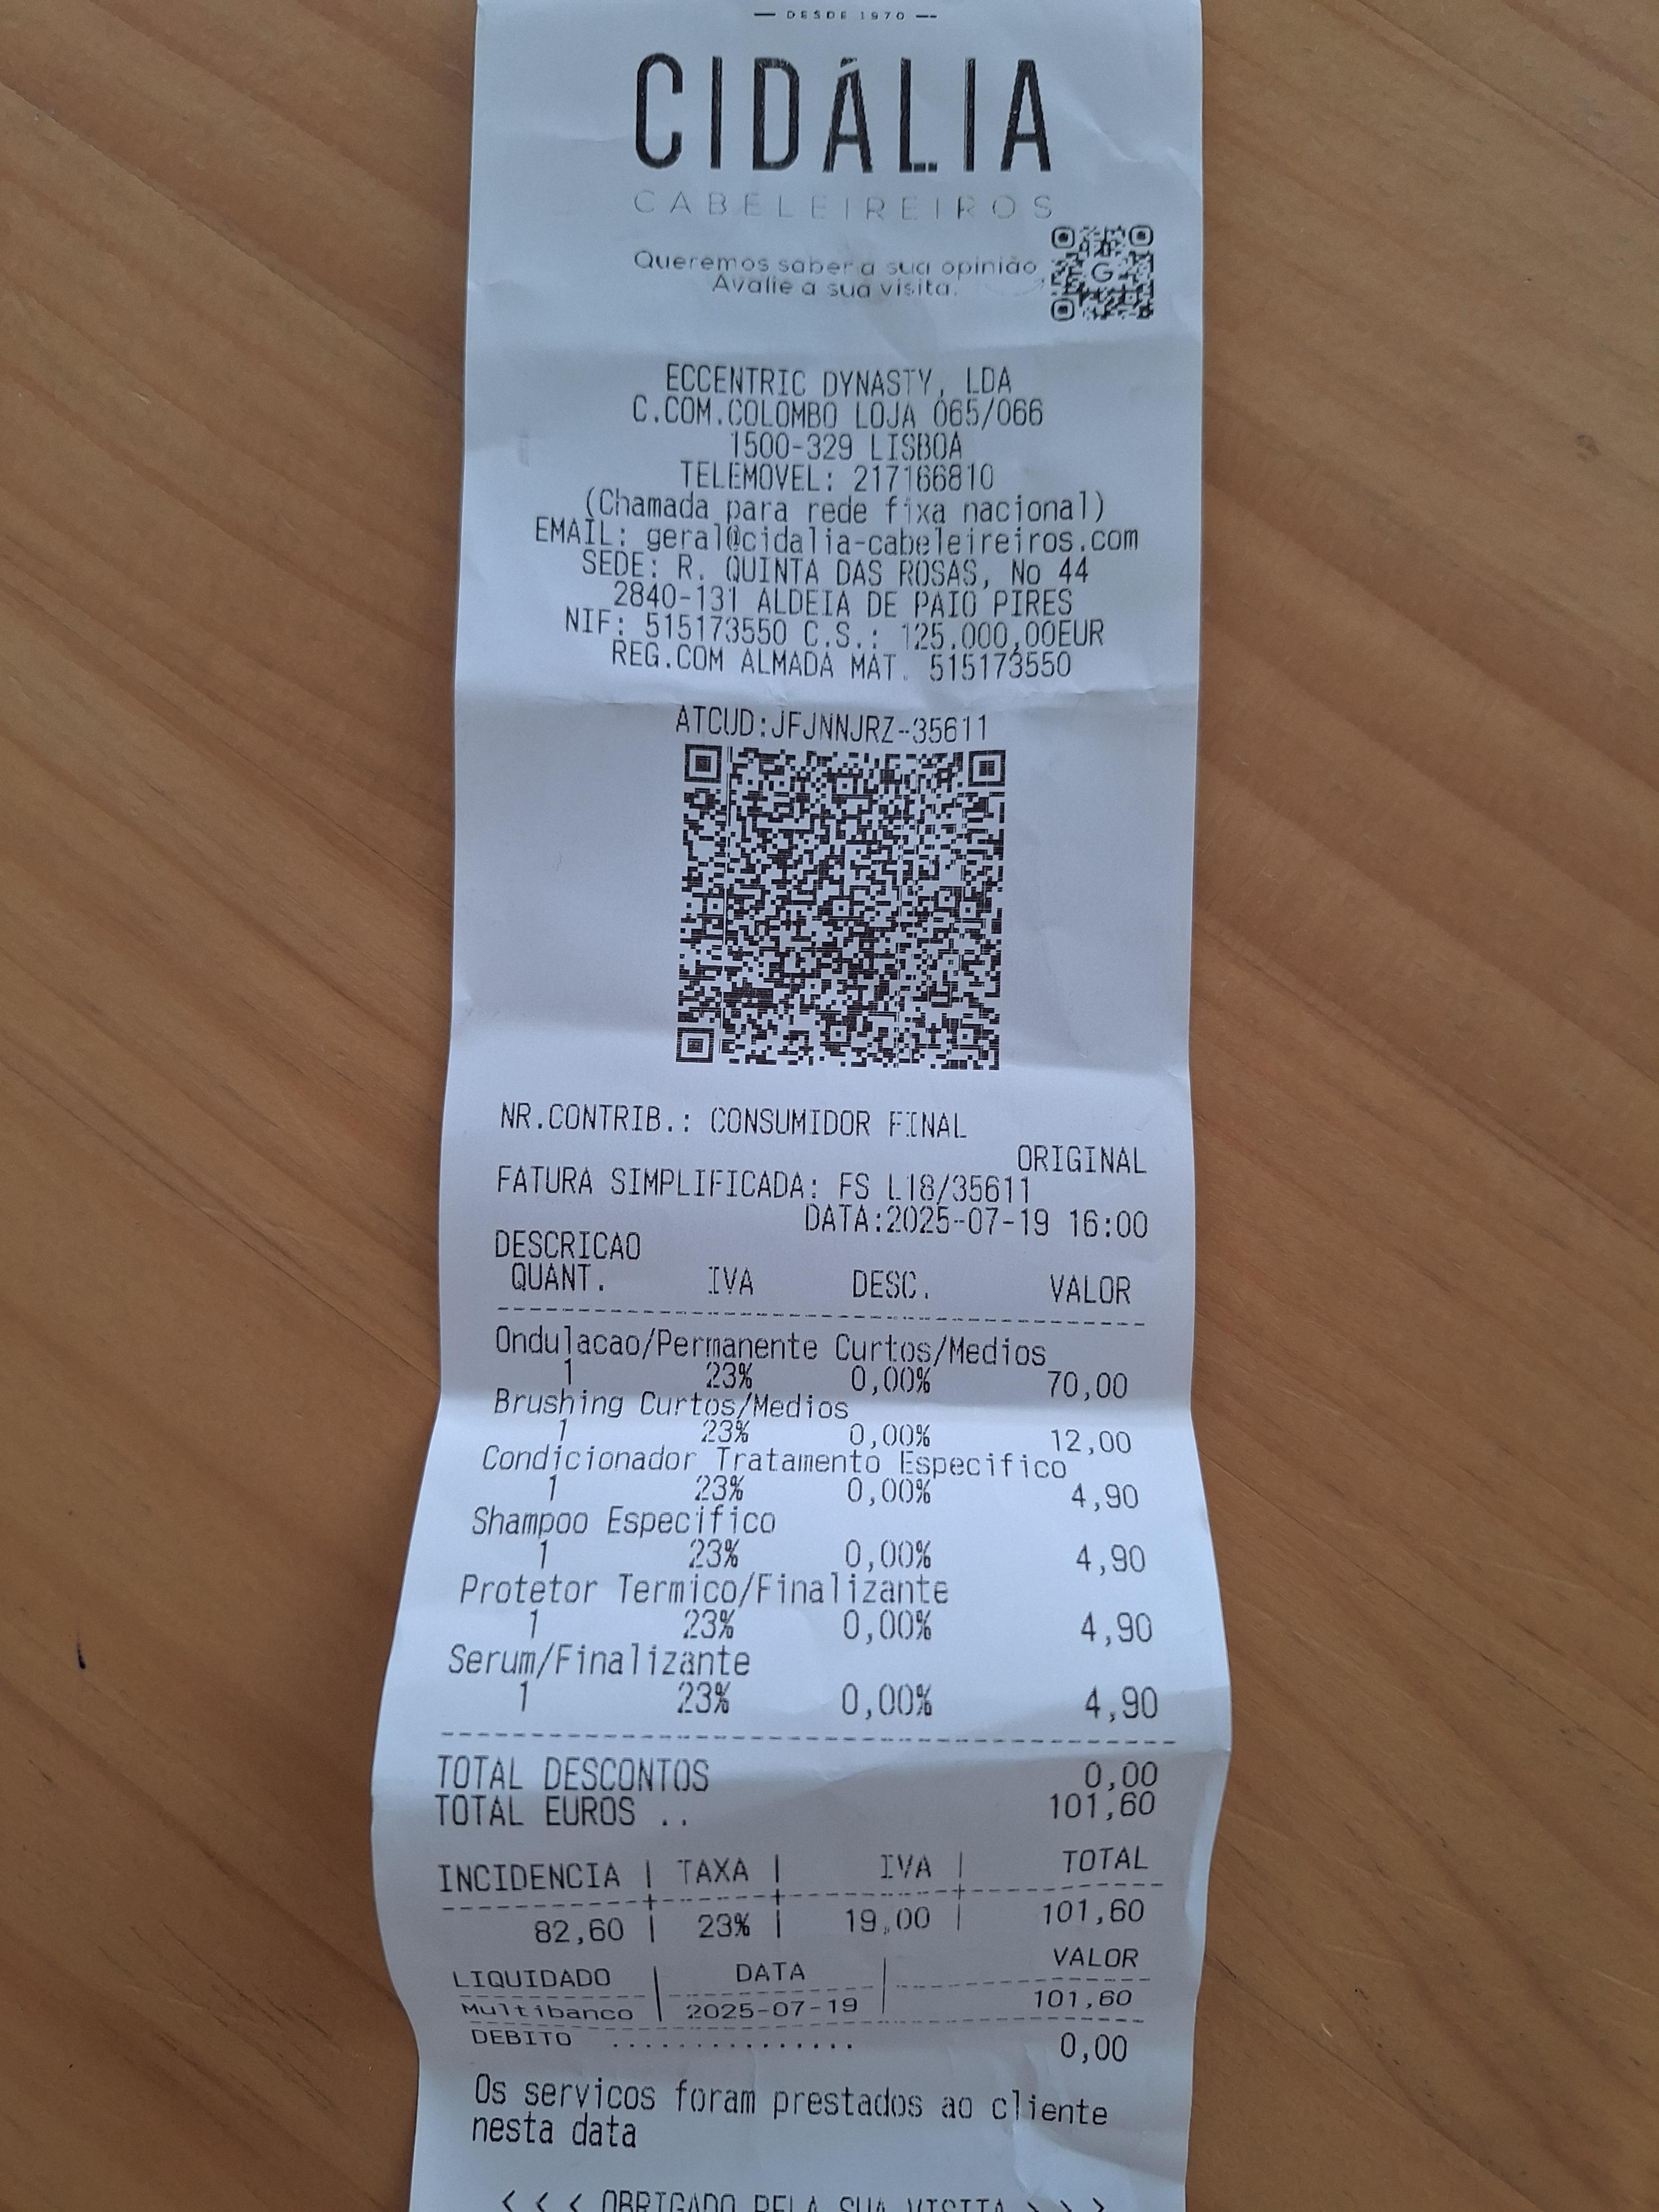 — DESDE 1970 —
CIDÁLIA
CABELEIREIROS
Queremos saber a sua opinião
Avalie a sua visita.
G
ECCENTRIC DYNASTY, LDA
C.COM.COLOMBO LOJA 065/066
1500-329 LISBOA
TELEMOVEL: 217166810
(Chamada para rede fixa nacional)
EMAIL: geral@cidalia-cabeleireiros.com
SEDE: R. QUINTA DAS ROSAS, No 44
2840-131 ALDEIA DE PAIO PIRES
NIF: 515173550 C.S.: 125.000,00EUR
REG.COM ALMADA MAT. 515173550
ATCUD:JFJNNJRZ-35611
NR.CONTRIB.: CONSUMIDOR FINAL
ORIGINAL
FATURA SIMPLIFICADA: FS L18/35611
DATA:2025-07-19 16:00
DESCRICAO
QUANT. IVA DESC. VALOR
Ondulacao/Permanente Curtos/Medios
1 23% 0,00% 70,00
Brushing Curtos/Medios
1 23% 0,00% 12,00
Condicionador Tratamento Especifico
1 23% 0,00% 4,90
Shampoo Especifico
1 23% 0,00% 4,90
Protetor Termico/Finalizante
1 23% 0,00% 4,90
Serum/Finalizante
1 23% 0,00% 4,90
TOTAL DESCONTOS 0,00
TOTAL EUROS .. 101,60
INCIDENCIA | TAXA | IVA | TOTAL
82,60 | 23% | 19,00 | 101,60
LIQUIDADO | DATA | VALOR
Multibanco | 2025-07-19 | 101,60
DEBITO ............... 0,00
Os servicos foram prestados ao cliente
nesta data
< < < OBRIGADO PELA SUA VISITA > > >